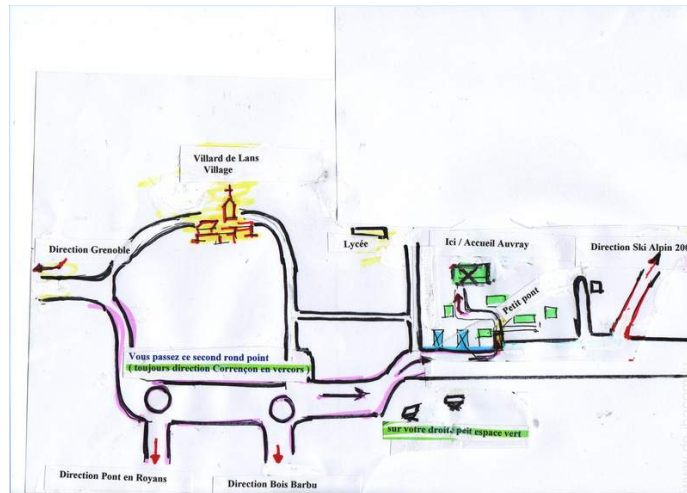 Villard de Lans
Village
Direction Grenoble
Lycée
Ici / Accueil Auvray
Direction Ski Alpin 200
Petit pont
Vous passez ce second rond point
( toujours direction Corrençon en vercors )
sur votre droite peit espace vert
Direction Pont en Royans
Direction Bois Barbu